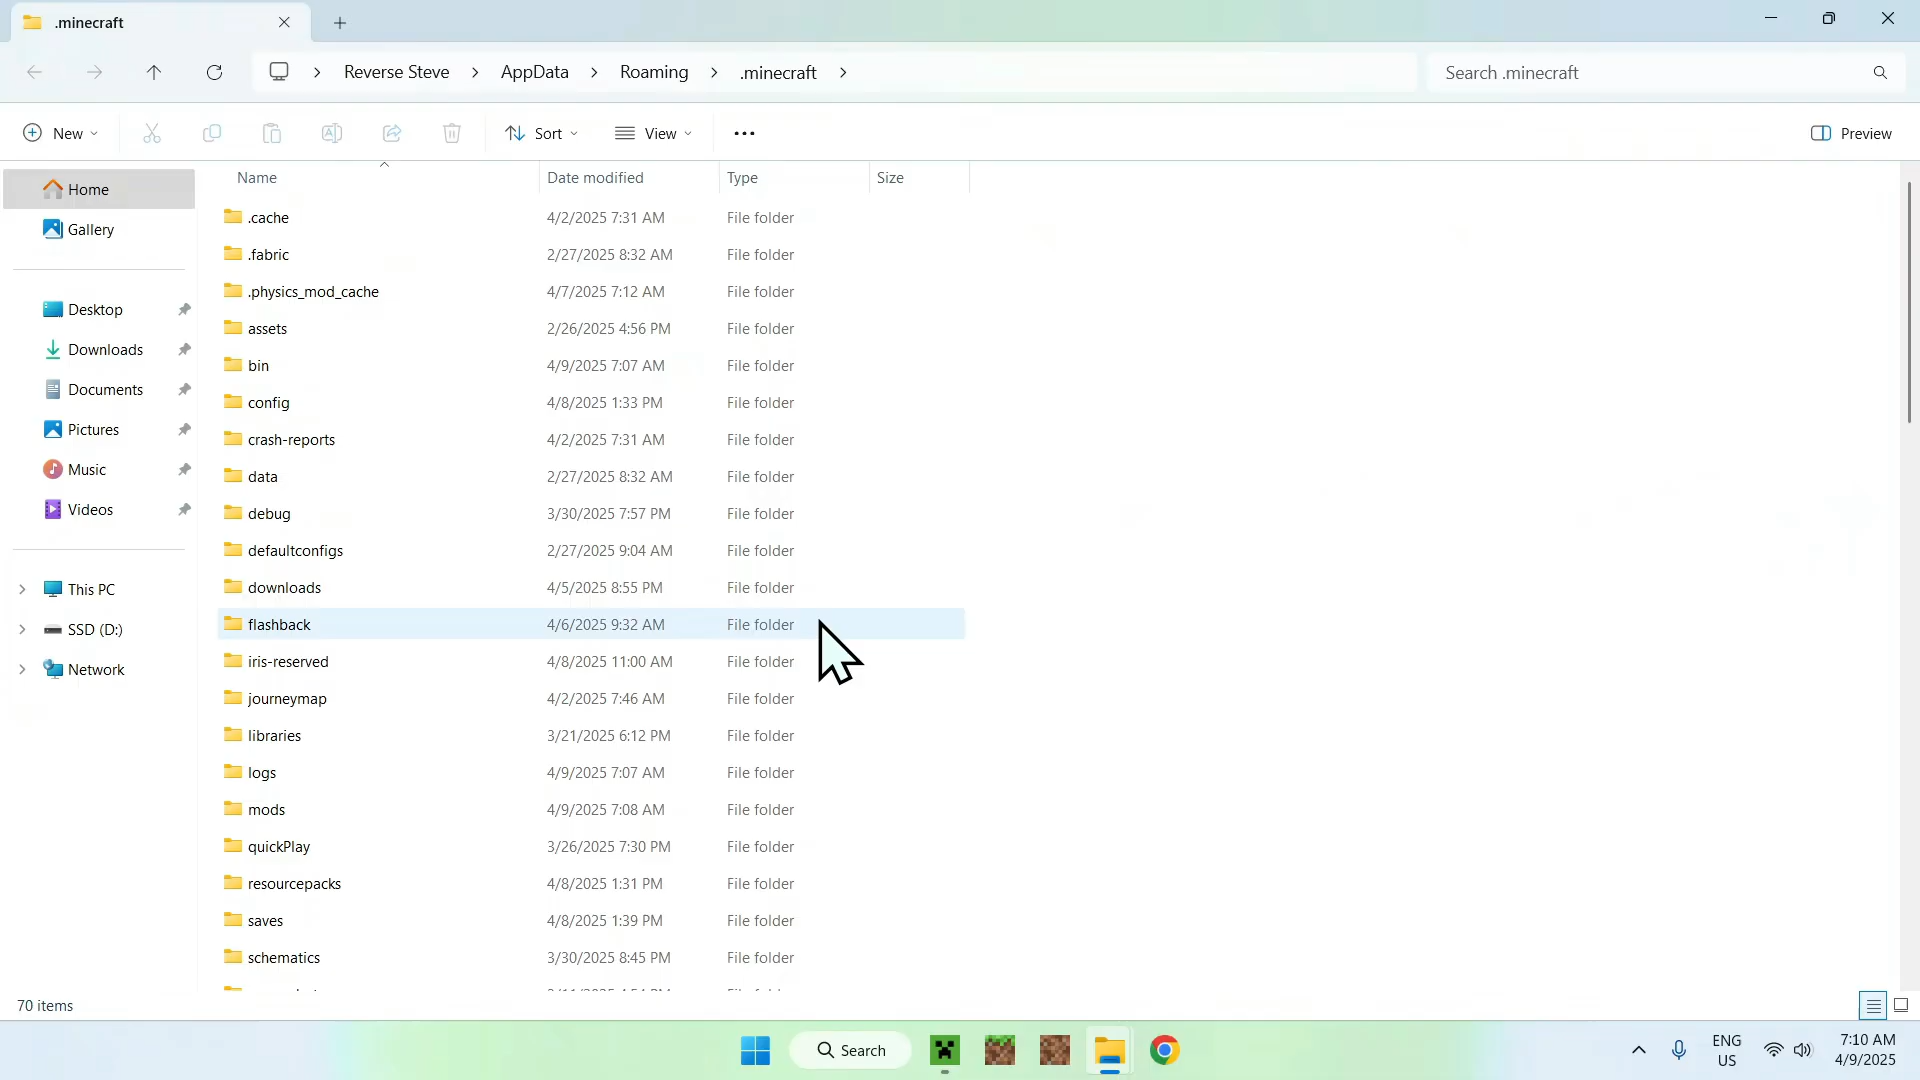 .minecraft
Reverse Steve > AppData > Roaming > .minecraft >
Search .minecraft
New
Sort
View
Preview
Name Date modified Type Size
Home
Gallery
Desktop
Downloads
Documents
Pictures
Music
Videos
This PC
SSD (D:)
Network
.cache 4/2/2025 7:31 AM File folder
.fabric 2/27/2025 8:32 AM File folder
.physics_mod_cache 4/7/2025 7:12 AM File folder
assets 2/26/2025 4:56 PM File folder
bin 4/9/2025 7:07 AM File folder
config 4/8/2025 1:33 PM File folder
crash-reports 4/2/2025 7:31 AM File folder
data 2/27/2025 8:32 AM File folder
debug 3/30/2025 7:57 PM File folder
defaultconfigs 2/27/2025 9:04 AM File folder
downloads 4/5/2025 8:55 PM File folder
flashback 4/6/2025 9:32 AM File folder
iris-reserved 4/8/2025 11:00 AM File folder
journeymap 4/2/2025 7:46 AM File folder
libraries 3/21/2025 6:12 PM File folder
logs 4/9/2025 7:07 AM File folder
mods 4/9/2025 7:08 AM File folder
quickPlay 3/26/2025 7:30 PM File folder
resourcepacks 4/8/2025 1:31 PM File folder
saves 4/8/2025 1:39 PM File folder
schematics 3/30/2025 8:45 PM File folder
70 items
Search
ENG
US
7:10 AM
4/9/2025